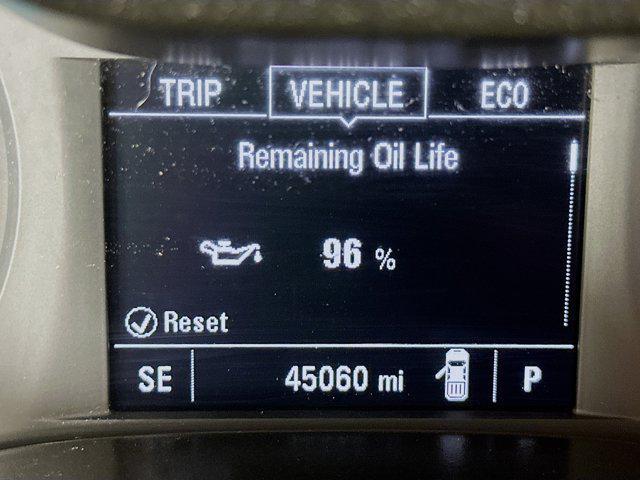 TRIP VEHICLE ECO
Remaining Oil Life
96 %
Reset
SE 45060 mi P